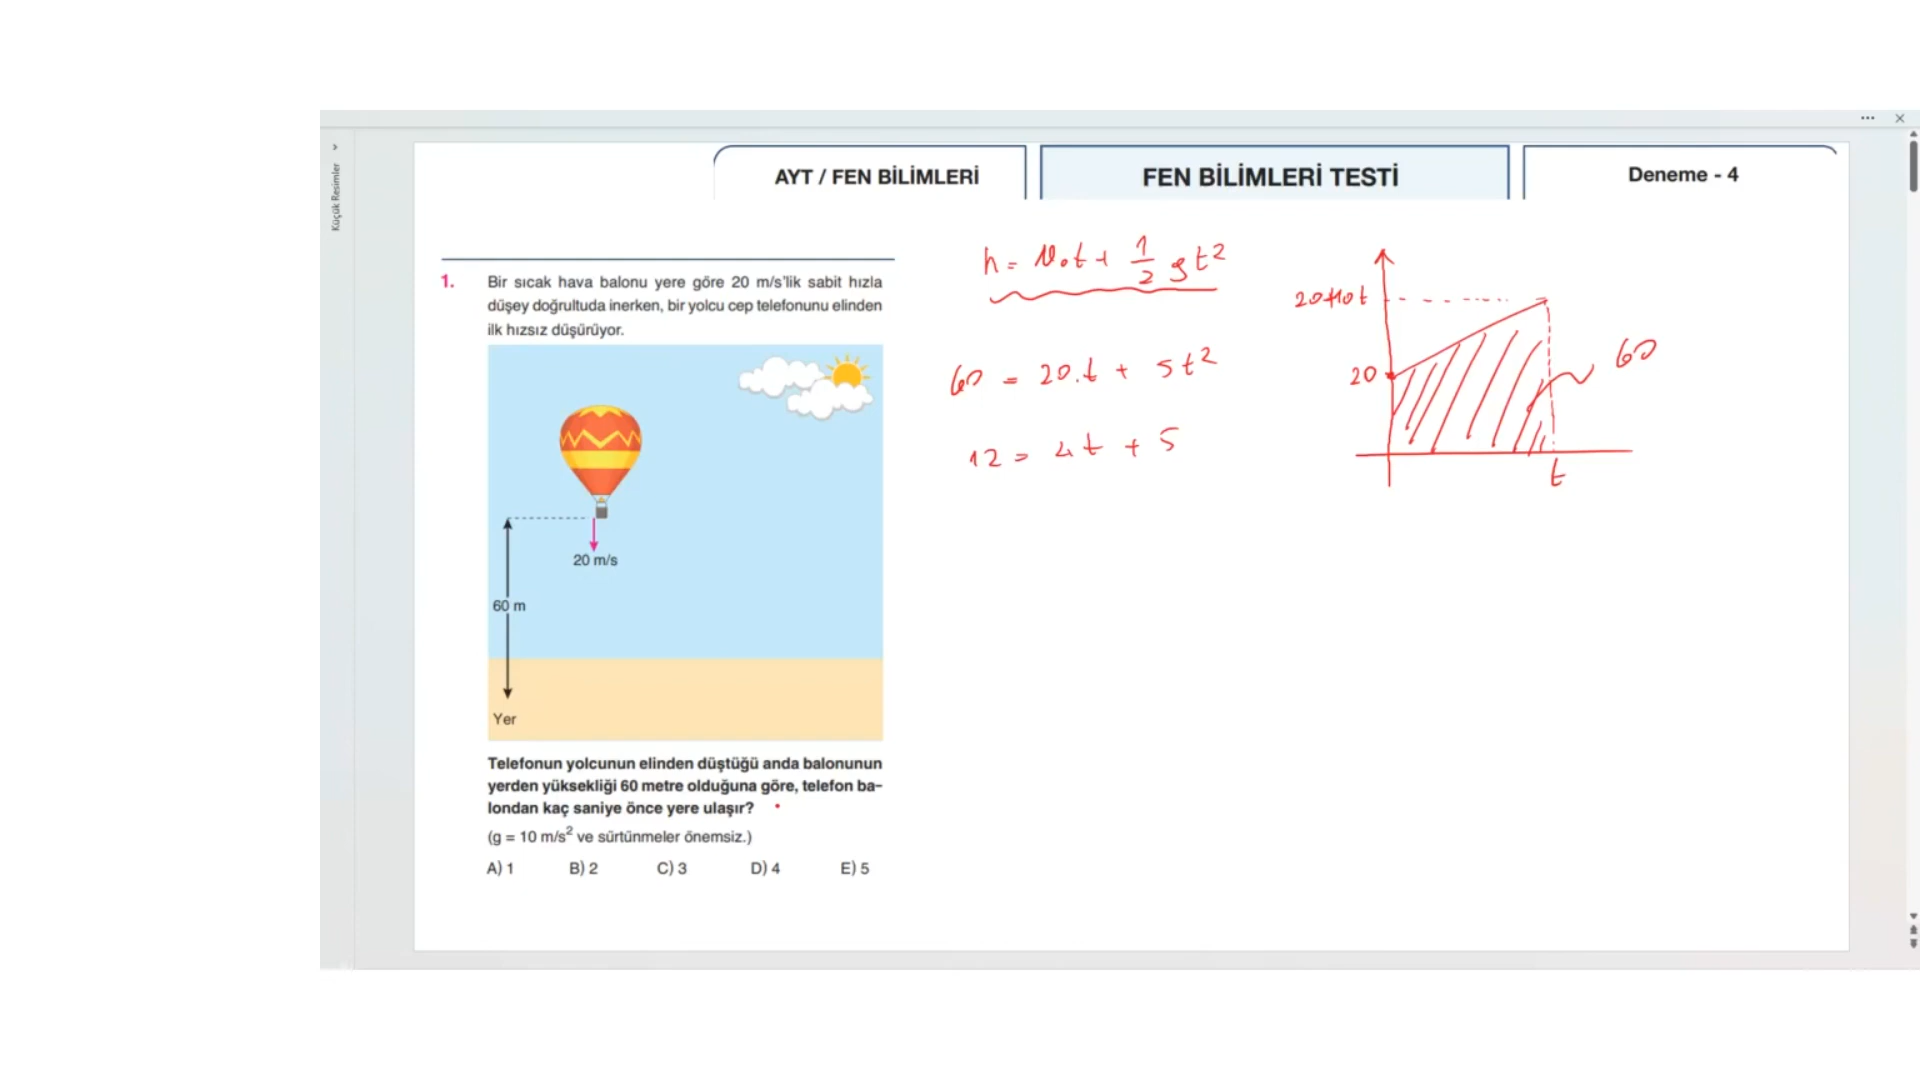 Küçük Resimler
AYT / FEN BİLİMLERİ
FEN BİLİMLERİ TESTİ
Deneme - 4
1. Bir sıcak hava balonu yere göre 20 m/s'lik sabit hızla
düşey doğrultuda inerken, bir yolcu cep telefonunu elinden
ilk hızsız düşürüyor.
20 m/s
60 m
Yer
Telefonun yolcunun elinden düştüğü anda balonunun
yerden yüksekliği 60 metre olduğuna göre, telefon ba-
londan kaç saniye önce yere ulaşır?
(g = 10 m/s² ve sürtünmeler önemsiz.)
A) 1 B) 2 C) 3 D) 4 E) 5
h = V₀t + 1/2 gt²
60 = 20.t + 5t²
12 = 4t + 5
20+10t
20
60
t